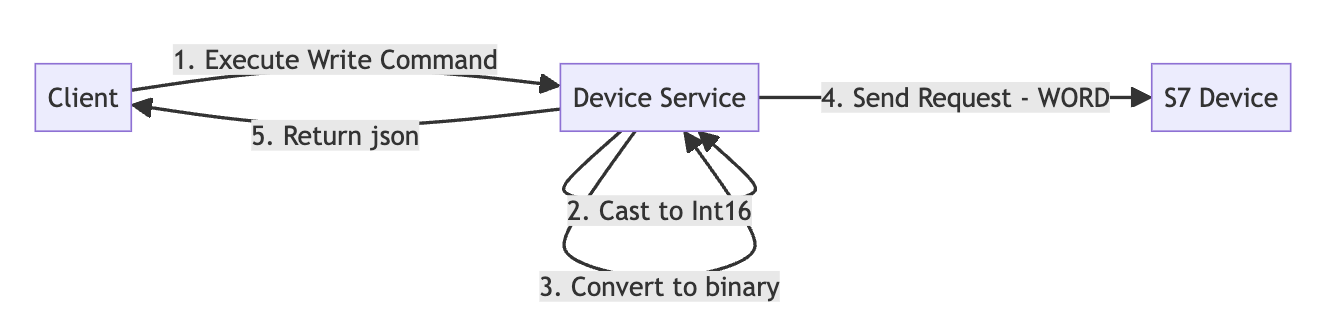 1. Execute Write Command
Client
Device Service
4. Send Request - WORD
S7 Device
5. Return json
2. Cast to Int16
3. Convert to binary